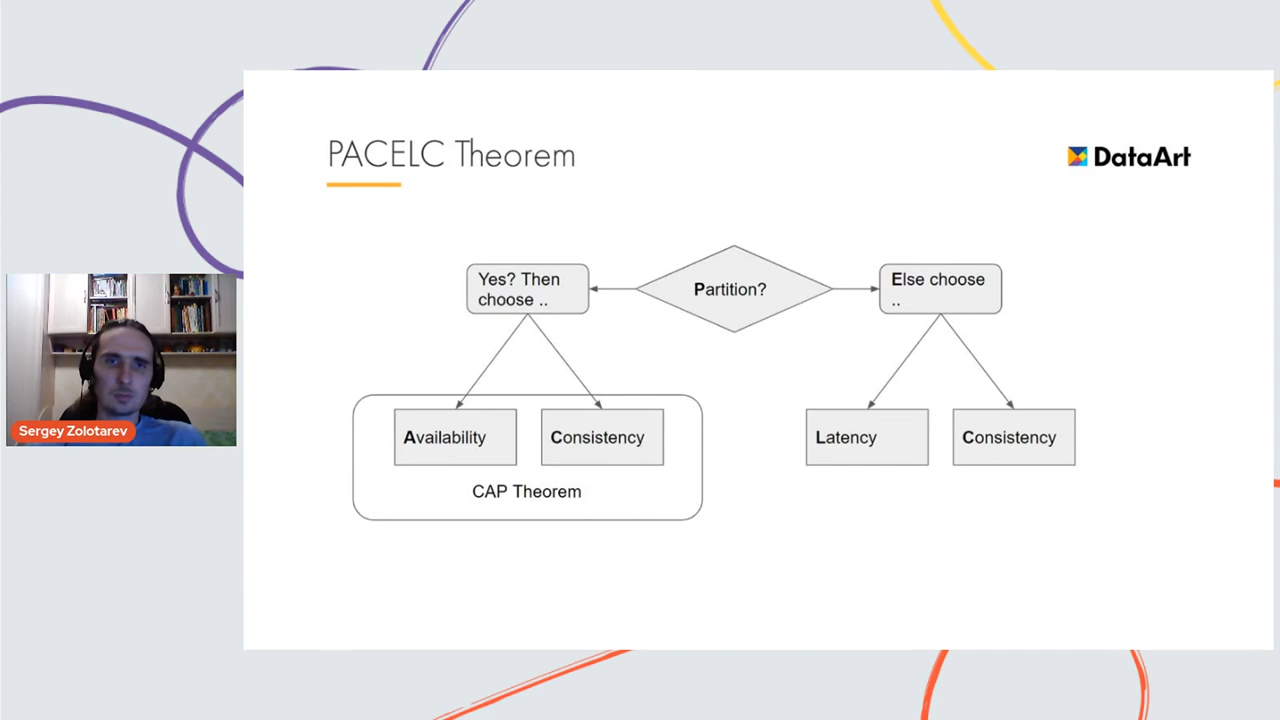 PACELC Theorem
DataArt
Yes? Then
choose ..
Partition?
Else choose
..
Availability
Consistency
Latency
Consistency
CAP Theorem
Sergey Zolotarev